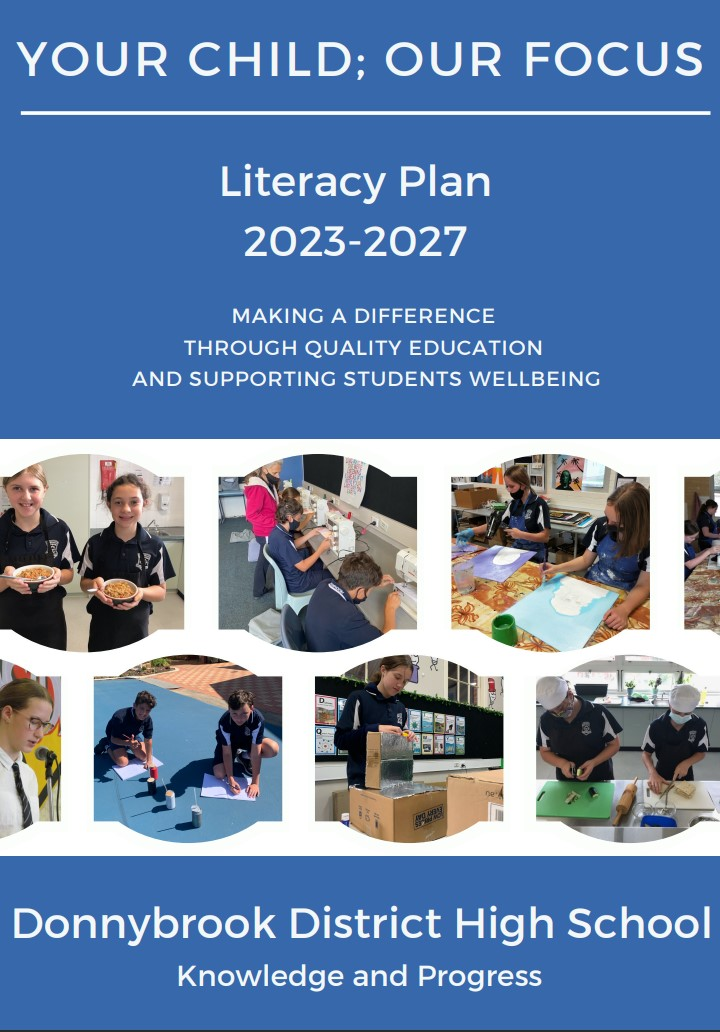 YOUR CHILD; OUR FOCUS
Literacy Plan
2023-2027
MAKING A DIFFERENCE
THROUGH QUALITY EDUCATION
AND SUPPORTING STUDENTS WELLBEING
Donnybrook District High School
Knowledge and Progress